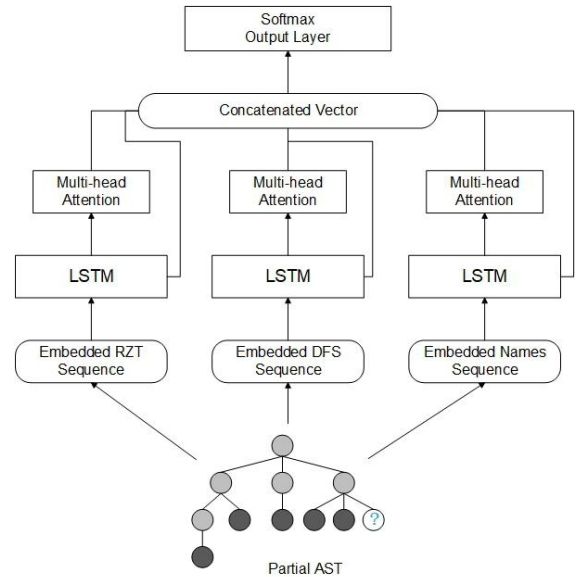 Softmax
Output Layer
Concatenated Vector
Multi-head
Attention
Multi-head
Attention
Multi-head
Attention
LSTM
LSTM
LSTM
Embedded RZT
Sequence
Embedded DFS
Sequence
Embedded Names
Sequence
?
Partial AST